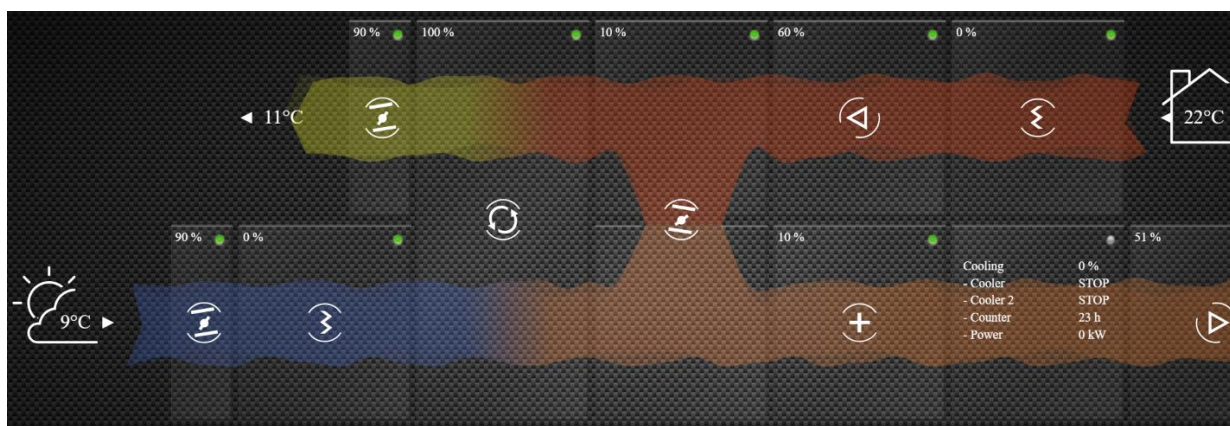 90 %
100 %
10 %
60 %
0 %
11°C
22°C
90 %
0 %
10 %
51 %
Cooling 0 %
- Cooler STOP
- Cooler 2 STOP
- Counter 23 h
- Power 0 kW
9°C